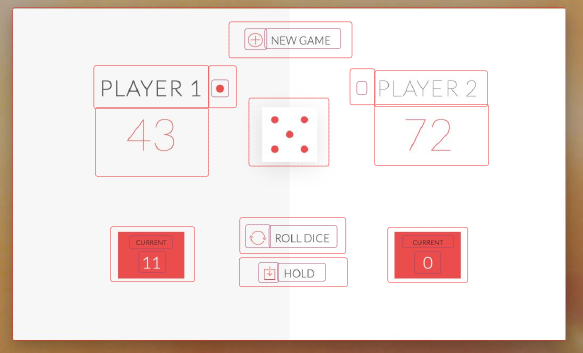 NEW GAME
PLAYER 1
PLAYER 2
43
72
CURRENT
11
CURRENT
0
ROLL DICE
HOLD